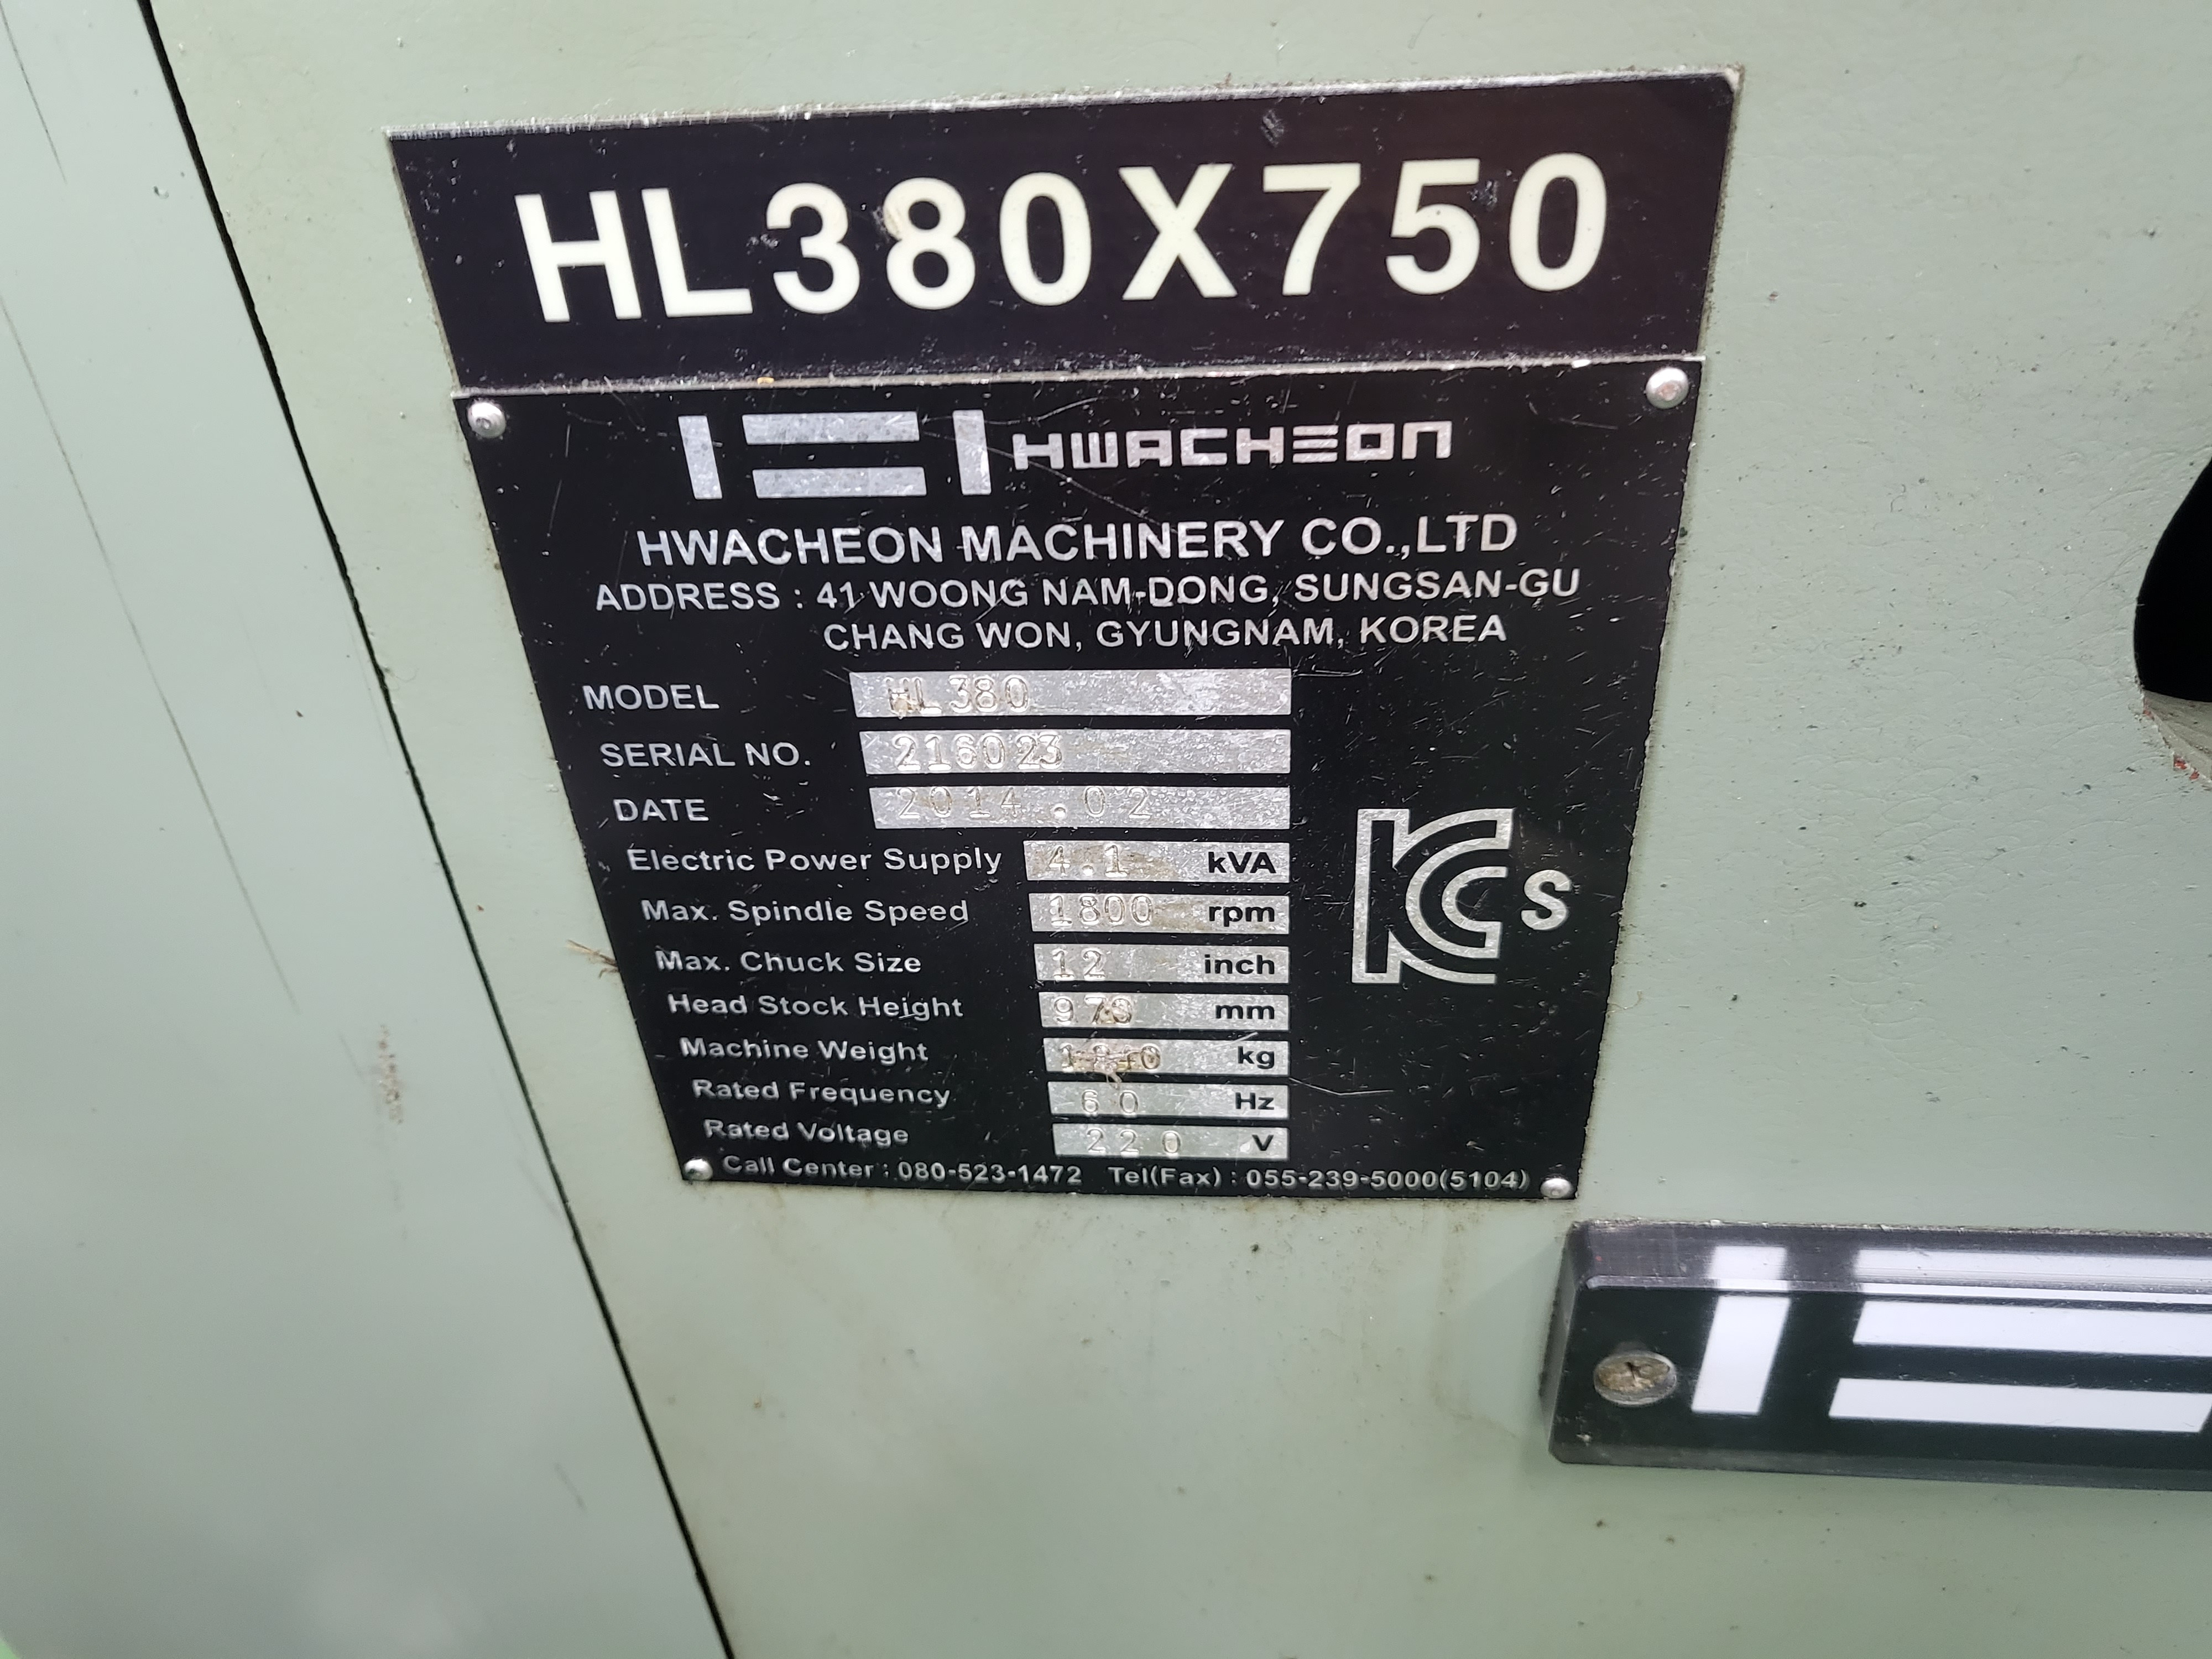 HL380X750
HWACHEON
HWACHEON MACHINERY CO.,LTD
ADDRESS : 41 WOONG NAM-DONG, SUNGSAN-GU
CHANG WON, GYUNGNAM, KOREA
MODEL HL380
SERIAL NO. 216023
DATE 2014.02
Electric Power Supply 4.1 kVA
Max. Spindle Speed 1800 rpm
Max. Chuck Size 12 inch
Head Stock Height mm
Machine Weight kg
Rated Frequency 60 Hz
Rated Voltage 220 V
KC s
Call Center : 080-523-1472 Tel(Fax) : 055-239-5000(5104)